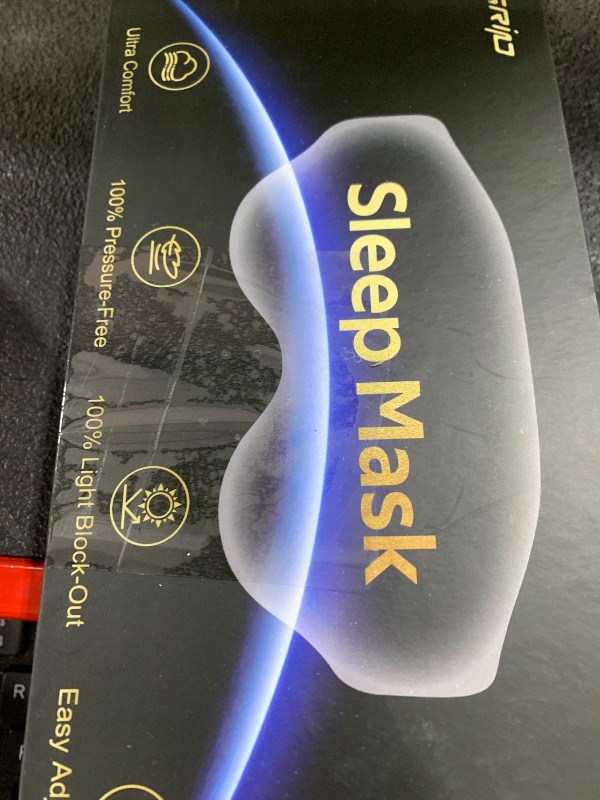 Sleep Mask
Ultra Comfort
100% Pressure-Free
100% Light Block-Out
Easy
R